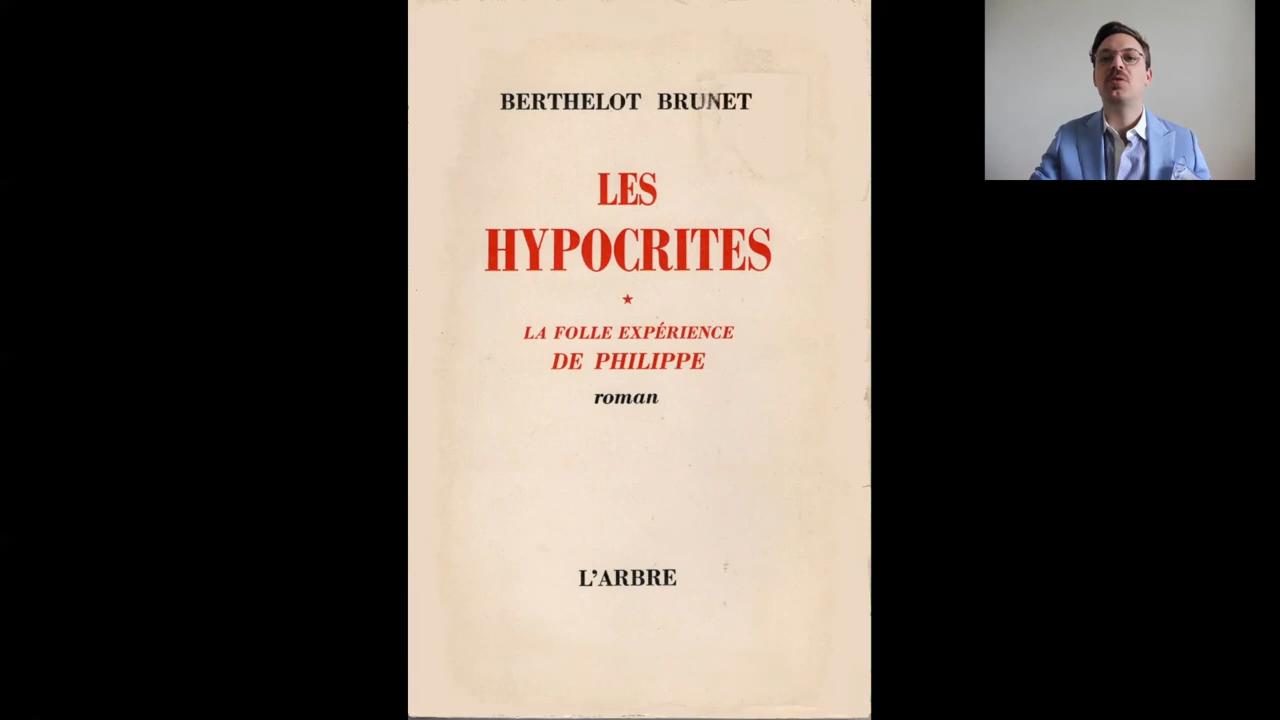 BERTHELOT BRUNET
LES
HYPOCRITES
★
LA FOLLE EXPÉRIENCE
DE PHILIPPE
roman
L'ARBRE